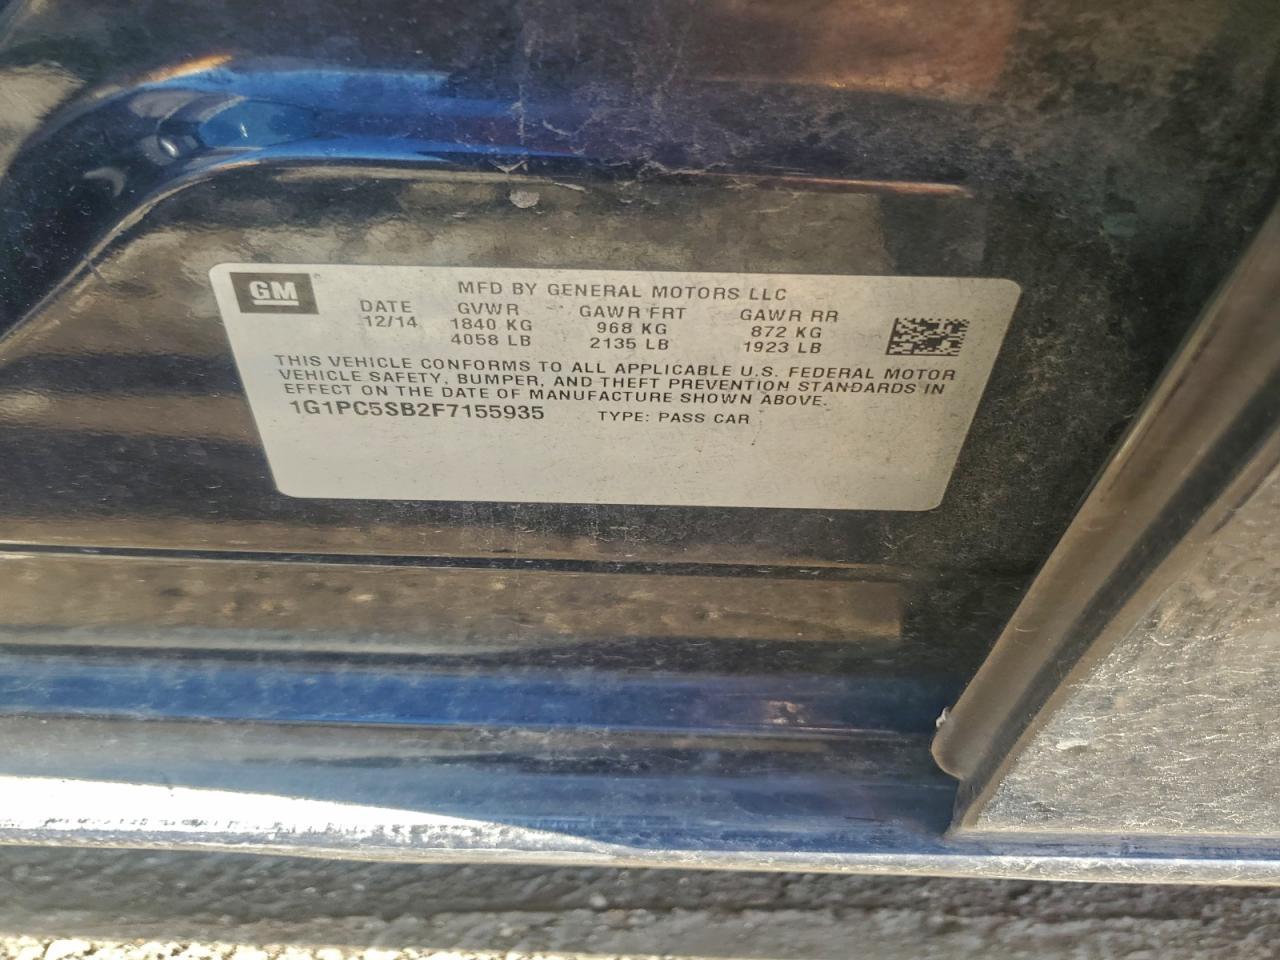 GM
MFD BY GENERAL MOTORS LLC
DATE GVWR GAWR FRT GAWR RR
12/14 1840 KG 968 KG 872 KG
4058 LB 2135 LB 1923 LB
THIS VEHICLE CONFORMS TO ALL APPLICABLE U.S. FEDERAL MOTOR
VEHICLE SAFETY, BUMPER, AND THEFT PREVENTION STANDARDS IN
EFFECT ON THE DATE OF MANUFACTURE SHOWN ABOVE.
1G1PC5SB2F7155935 TYPE: PASS CAR